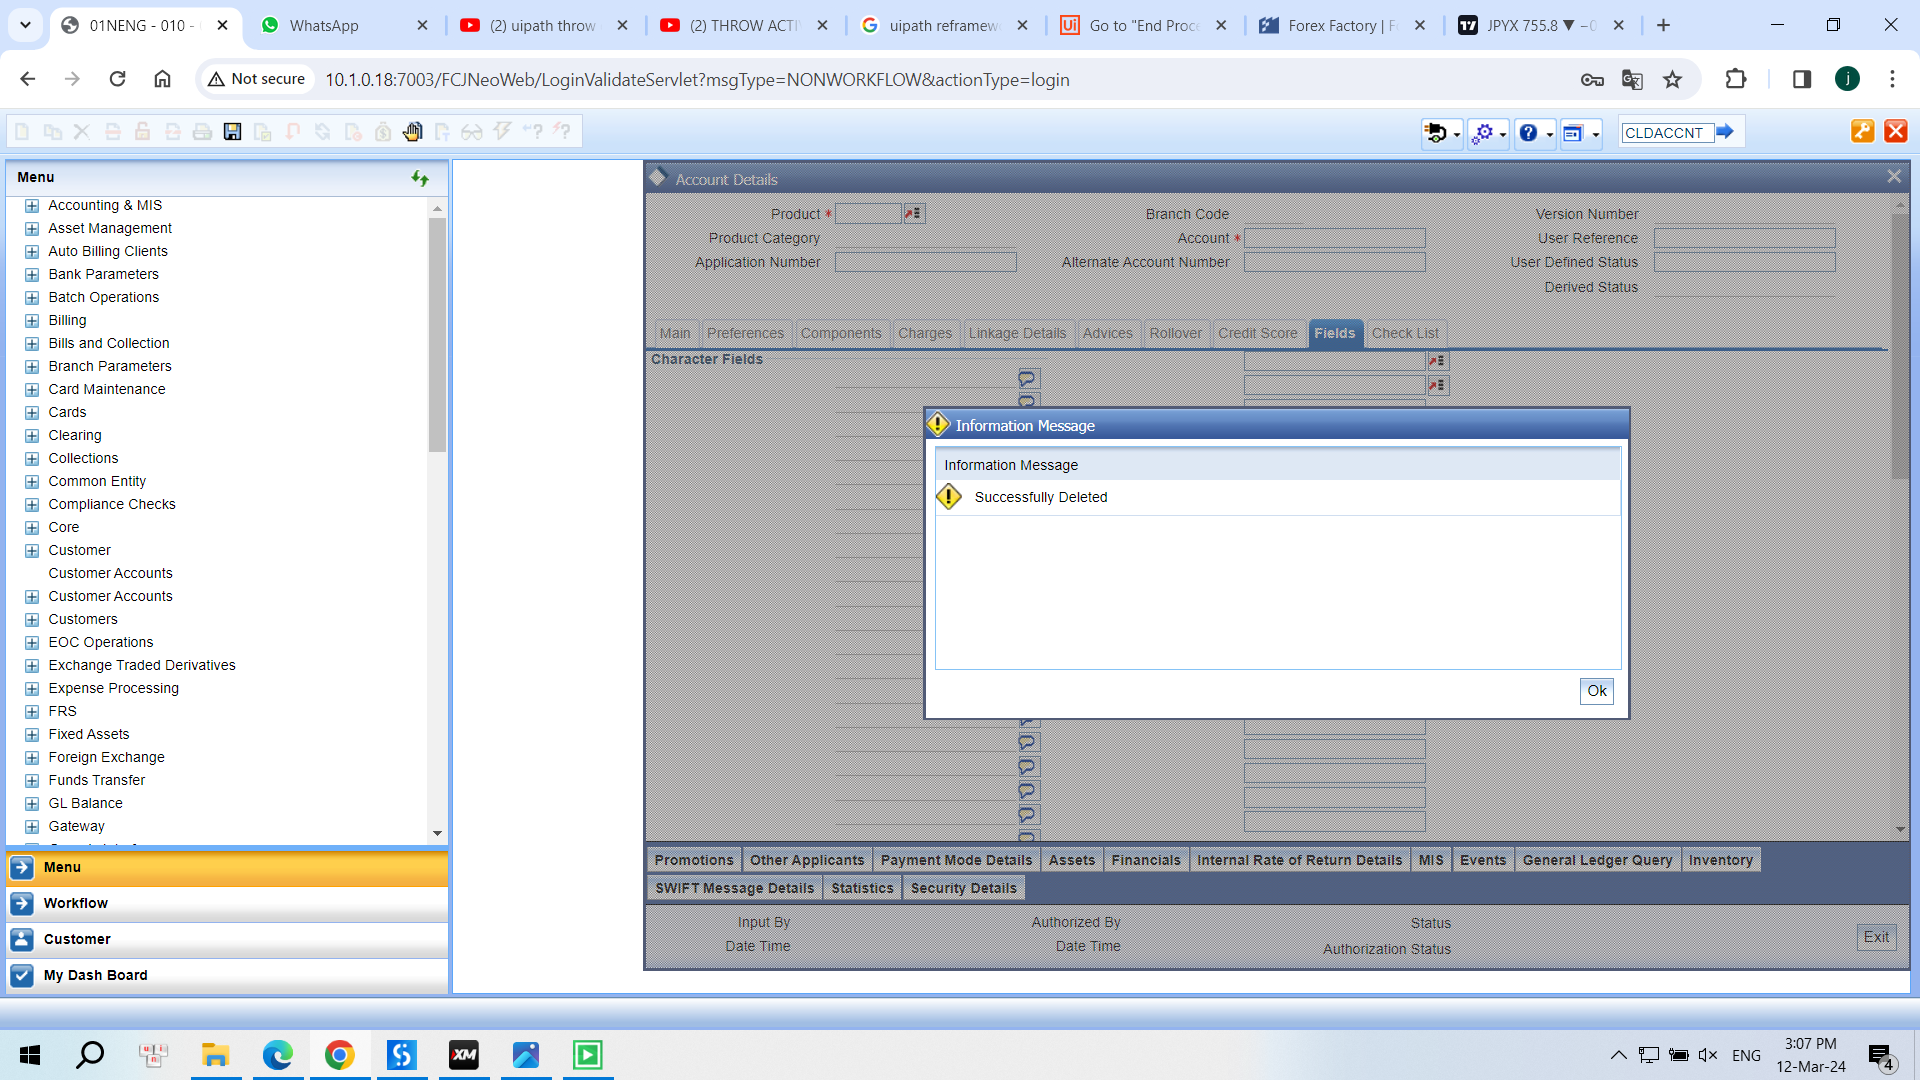 01NENG - 010 -
WhatsApp
(2) uipath throw
(2) THROW ACTI
uipath reframew
Go to "End Proce
Forex Factory | F
JPYX 755.8 ▼ −0
Not secure
10.1.0.18:7003/FCJNeoWeb/LoginValidateServlet?msgType=NONWORKFLOW&actionType=login
j
CLDACCNT
Menu
Accounting & MIS
Asset Management
Auto Billing Clients
Bank Parameters
Batch Operations
Billing
Bills and Collection
Branch Parameters
Card Maintenance
Cards
Clearing
Collections
Common Entity
Compliance Checks
Core
Customer
Customer Accounts
Customer Accounts
Customers
EOC Operations
Exchange Traded Derivatives
Expense Processing
FRS
Fixed Assets
Foreign Exchange
Funds Transfer
GL Balance
Gateway
Menu
Workflow
Customer
My Dash Board
Account Details
Product *
Branch Code
Version Number
Product Category
Account *
User Reference
Application Number
Alternate Account Number
User Defined Status
Derived Status
Main Preferences Components Charges Linkage Details Advices Rollover Credit Score Fields Check List
Character Fields
Information Message
Information Message
Successfully Deleted
Ok
Promotions Other Applicants Payment Mode Details Assets Financials Internal Rate of Return Details MIS Events General Ledger Query Inventory
SWIFT Message Details Statistics Security Details
Input By
Authorized By
Status
Date Time
Date Time
Authorization Status
Exit
XM
ENG
3:07 PM
12-Mar-24
4